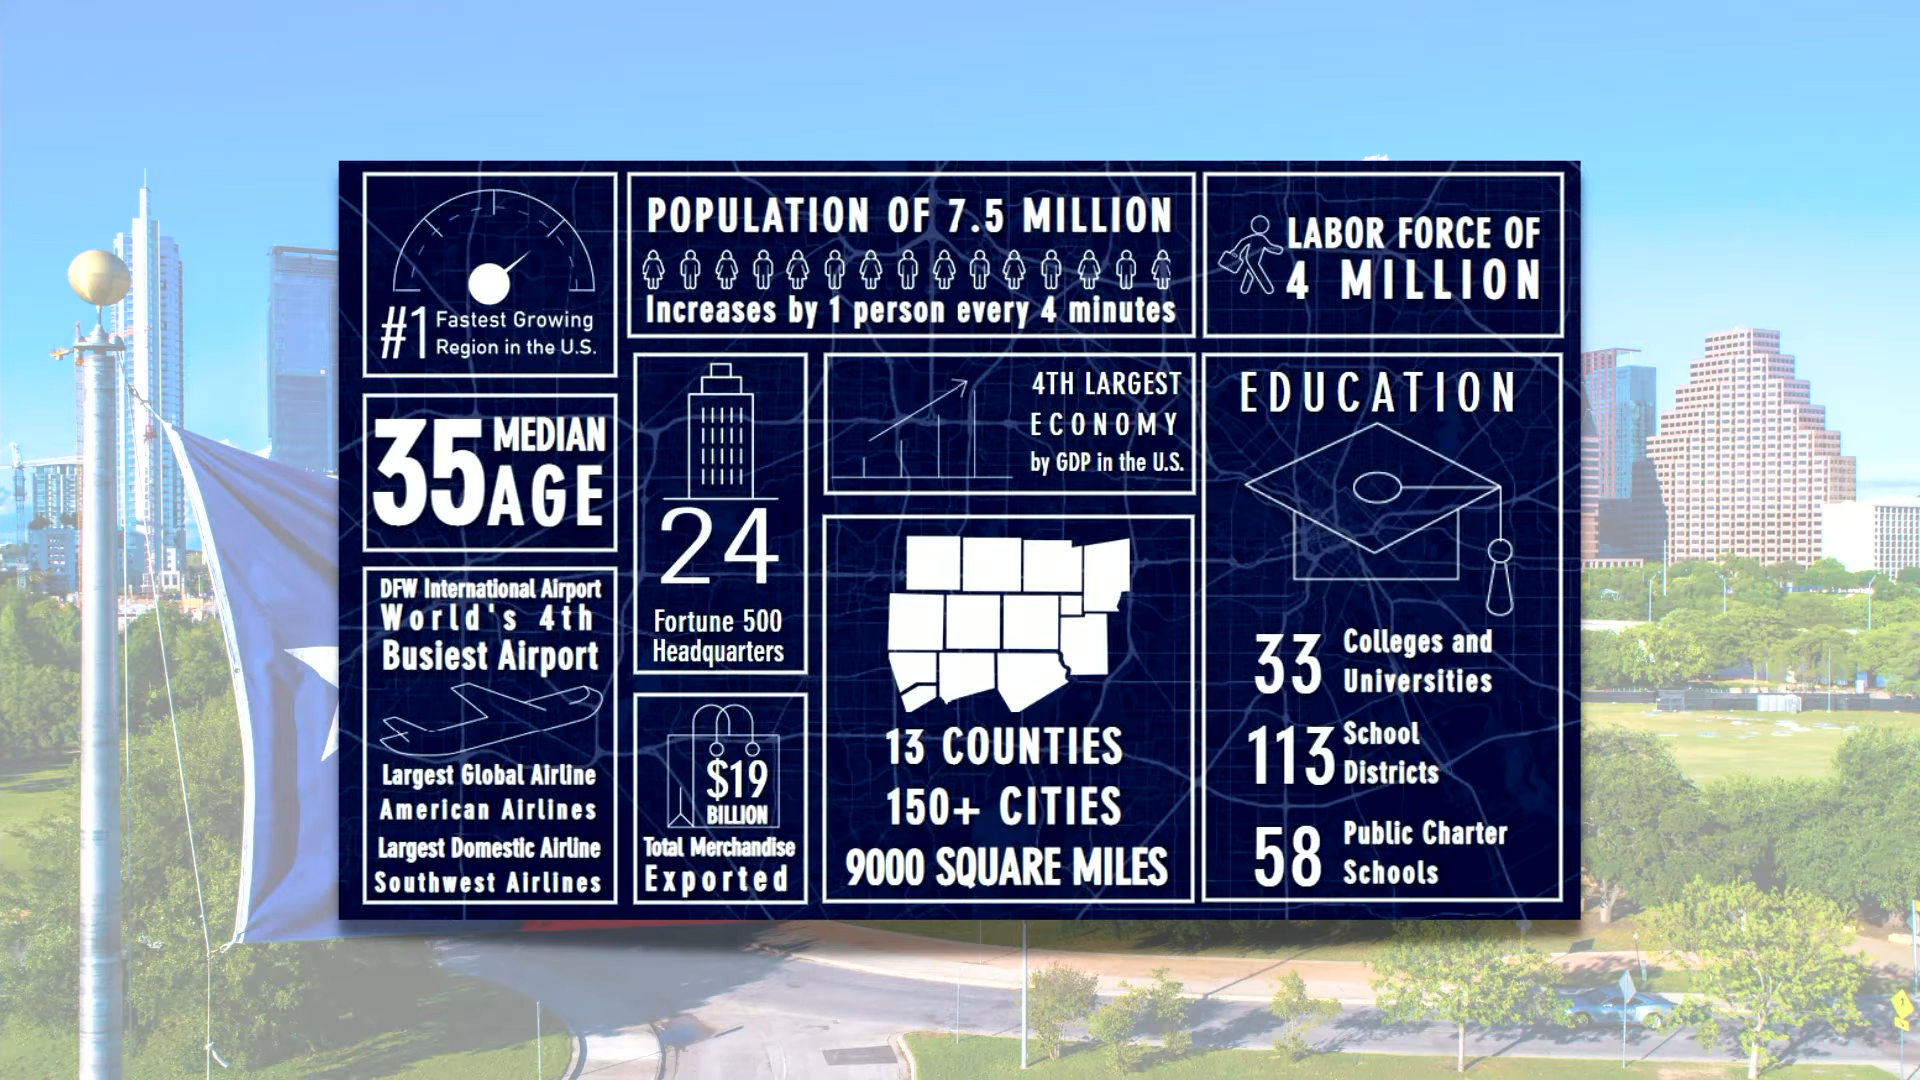 #1 Fastest Growing
Region in the U.S.
POPULATION OF 7.5 MILLION
Increases by 1 person every 4 minutes
LABOR FORCE OF
4 MILLION
35 MEDIAN
AGE
24
Fortune 500
Headquarters
4TH LARGEST
ECONOMY
by GDP in the U.S.
DFW International Airport
World's 4th
Busiest Airport
Largest Global Airline
American Airlines
Largest Domestic Airline
Southwest Airlines
$19
BILLION
Total Merchandise
Exported
13 COUNTIES
150+ CITIES
9000 SQUARE MILES
EDUCATION
33 Colleges and
Universities
113 School
Districts
58 Public Charter
Schools